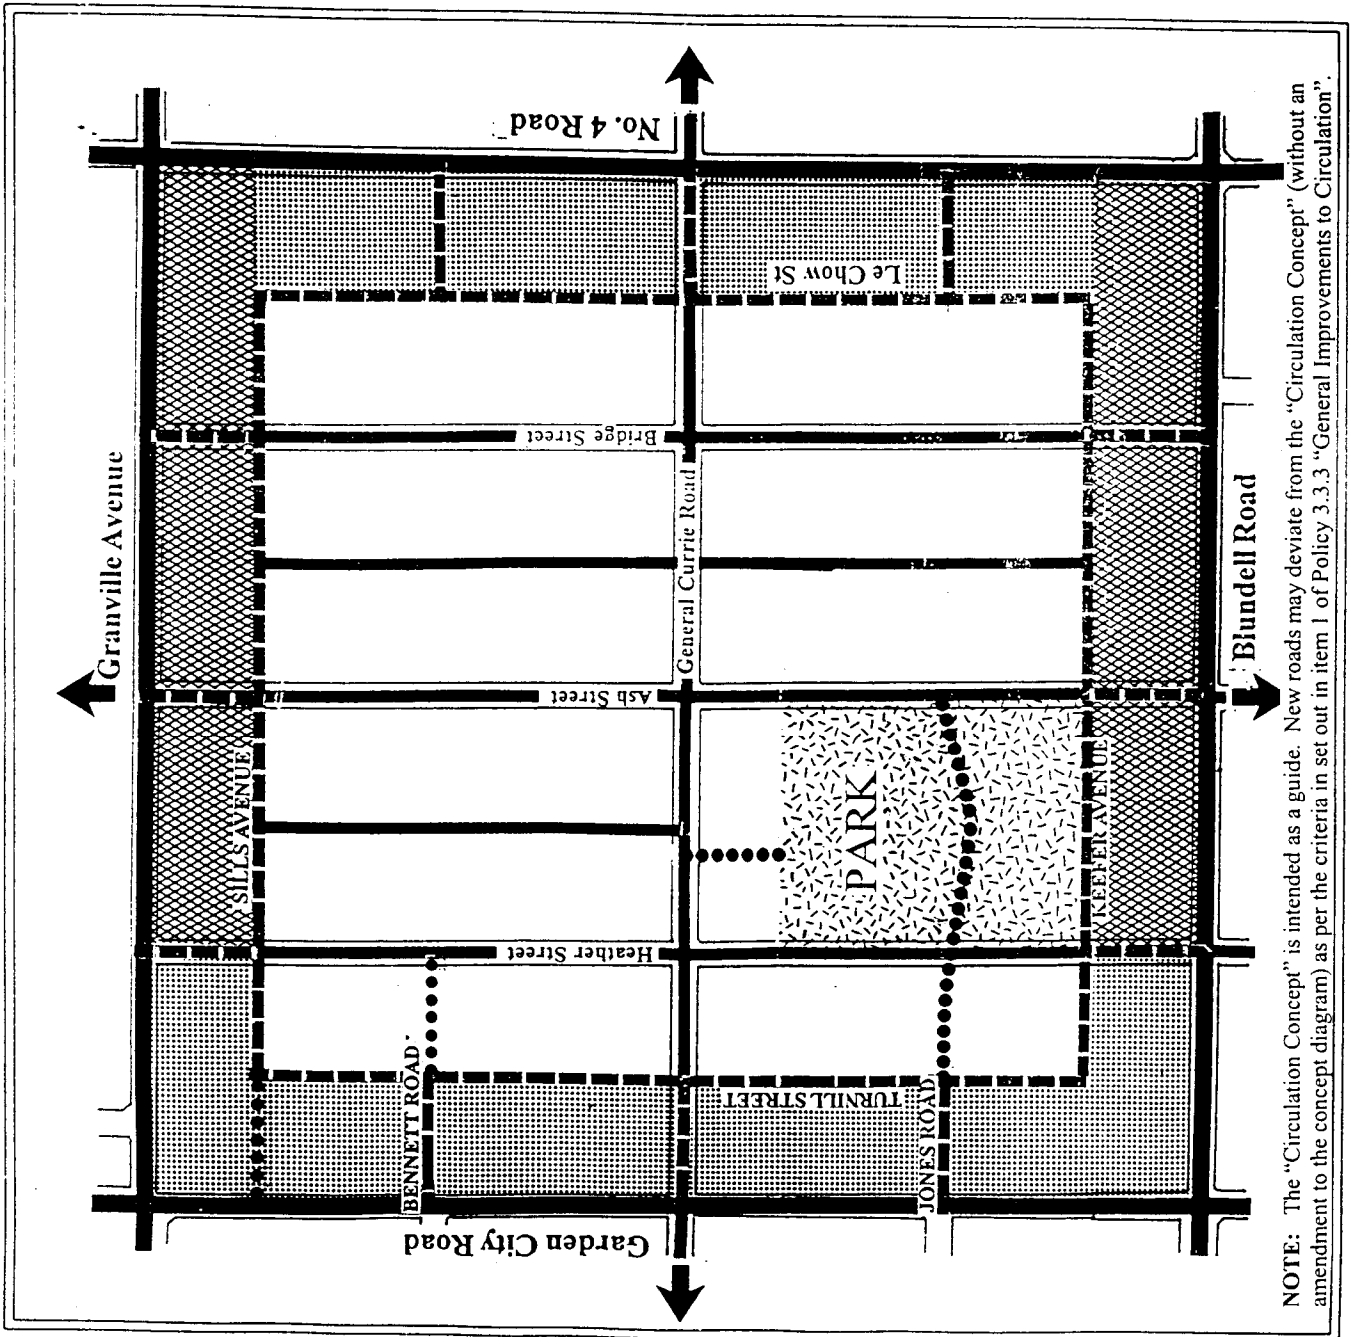 Granville Avenue
SILLS AVENUE
BENNETT ROAD
Garden City Road
Heather Street
Ash Street
Bridge Street
No. 4 Road
General Currie Road
Le Chow St
TURNILL STREET
JONES ROAD
PARK
KEEFER AVENUE
Blundell Road
NOTE: The "Circulation Concept" is intended as a guide. New roads may deviate from the "Circulation Concept" (without an
amendment to the concept diagram) as per the criteria in set out in item 1 of Policy 3.3.3 "General Improvements to Circulation".